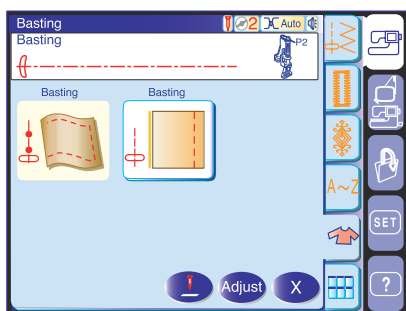 Basting
2 Auto
Basting
P2
Basting Basting
A~Z
SET
Adjust X
?